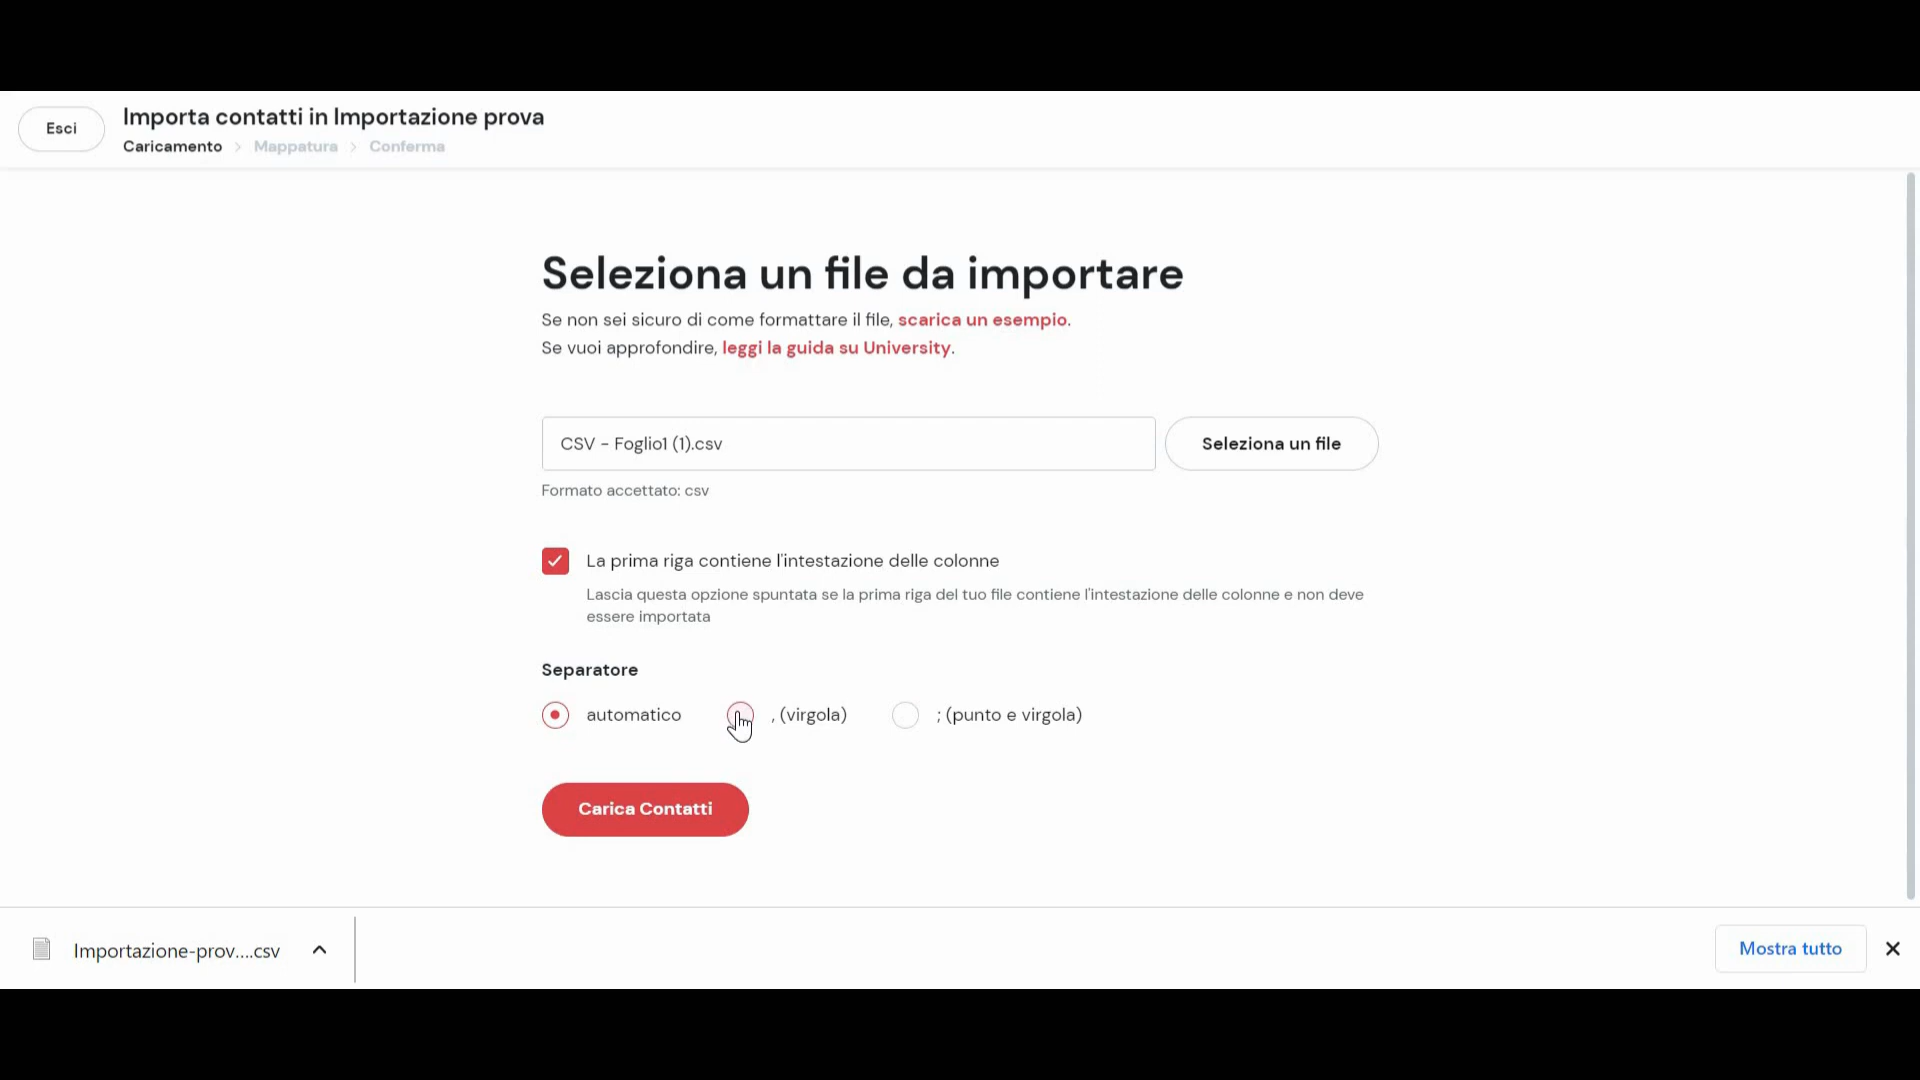 Esci
Importa contatti in Importazione prova
Caricamento > Mappatura > Conferma
Seleziona un file da importare
Se non sei sicuro di come formattare il file, scarica un esempio.
Se vuoi approfondire, leggi la guida su University.
CSV - Foglio1 (1).csv
Seleziona un file
Formato accettato: csv
La prima riga contiene l'intestazione delle colonne
Lascia questa opzione spuntata se la prima riga del tuo file contiene l'intestazione delle colonne e non deve
essere importata
Separatore
automatico , (virgola) ; (punto e virgola)
Carica Contatti
Importazione-prov....csv
Mostra tutto